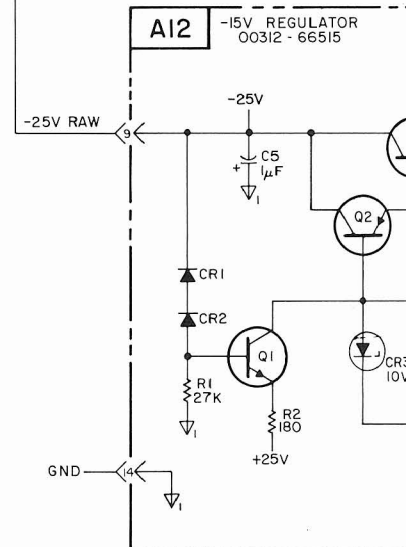 A12
-15V REGULATOR
00312-66515
-25V
-25V RAW
9
C5
+
1µF
1
Q2
CR1
CR2
Q1
CR3
10V
R1
27K
1
R2
180
+25V
GND
14
1